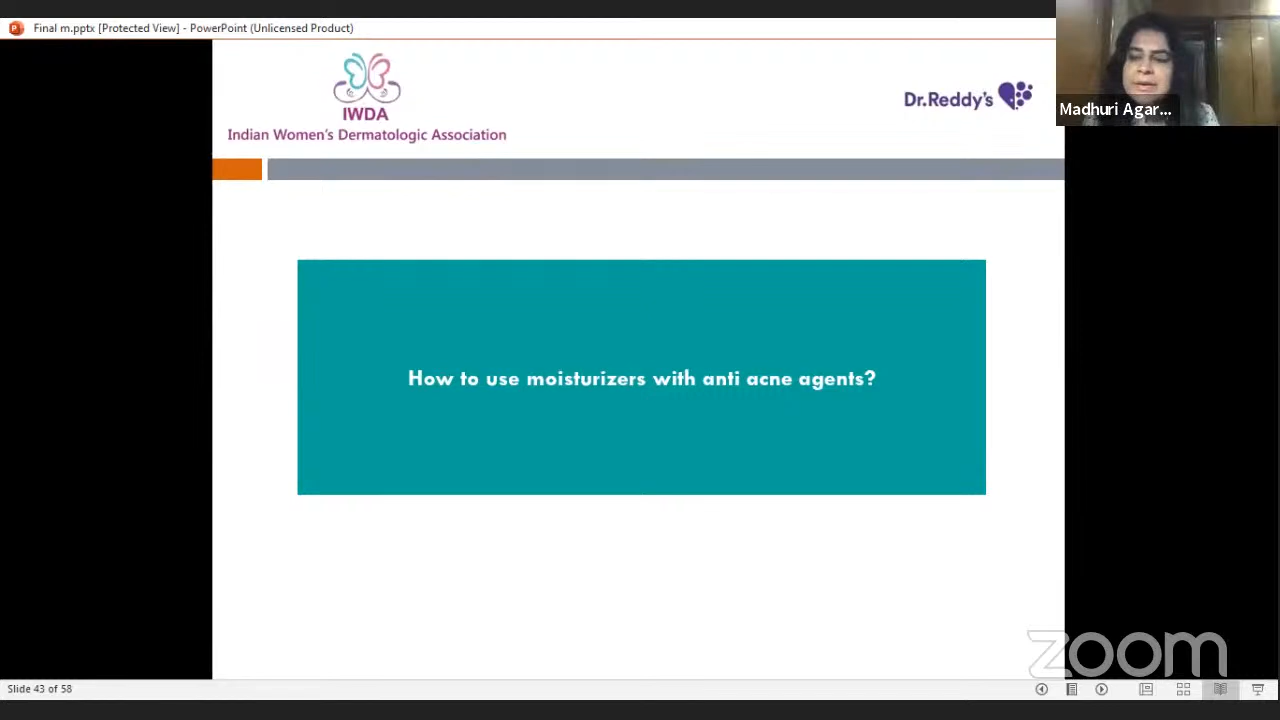 Final m.pptx [Protected View] - PowerPoint (Unlicensed Product)
IWDA
Indian Women's Dermatologic Association
Dr.Reddy's
Madhuri Agar...
How to use moisturizers with anti acne agents?
zoom
Slide 43 of 58